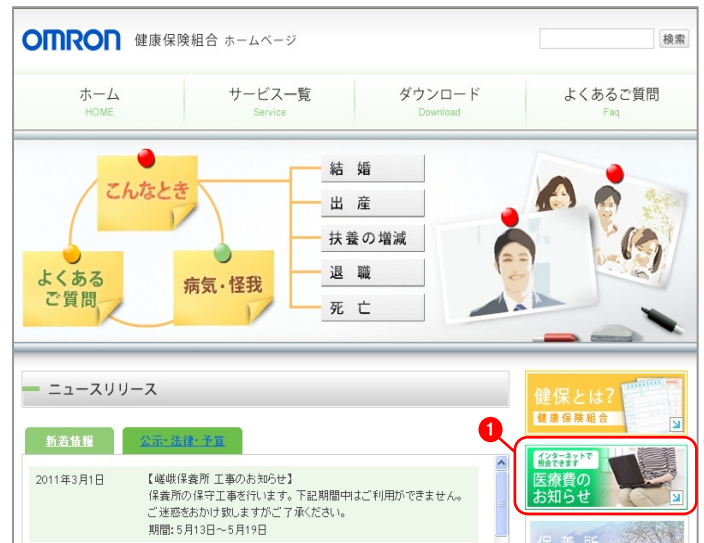 OMRON 健康保険組合 ホームページ
検索
ホーム
HOME
サービス一覧
Service
ダウンロード
Download
よくあるご質問
Faq
こんなとき
よくある
ご質問
病気・怪我
結 婚
出 産
扶養の増減
退 職
死 亡
ニュースリリース
新着情報
公示・法律・予算
2011年3月1日
【嵯峨保養所 工事のお知らせ】
保養所の保守工事を行います。下記期間中はご利用ができません。
ご迷惑をおかけ致しますがご了承ください。
期間:5月13日～5月19日
健保とは?
健康保険組合
1
インターネットで
照会できます
医療費の
お知らせ
保 養 所